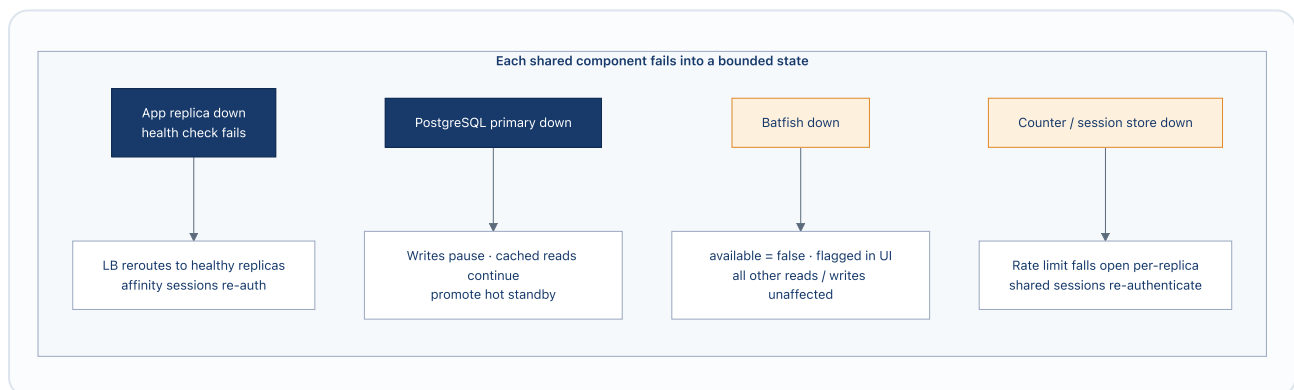 Each shared component fails into a bounded state
App replica down
health check fails
PostgreSQL primary down
Batfish down
Counter / session store down
LB reroutes to healthy replicas
affinity sessions re-auth
Writes pause · cached reads
continue
promote hot standby
available = false · flagged in UI
all other reads / writes
unaffected
Rate limit falls open per-replica
shared sessions re-authenticate